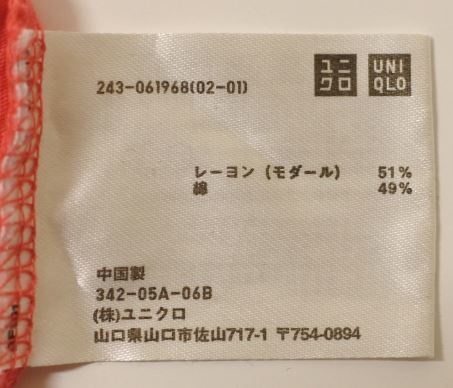 243-061968(02-01)
ユニクロ
UNIQLO
レーヨン (モダール) 51%
綿 49%
中国製
342-05A-06B
(株)ユニクロ
山口県山口市佐山717-1 〒754-0894